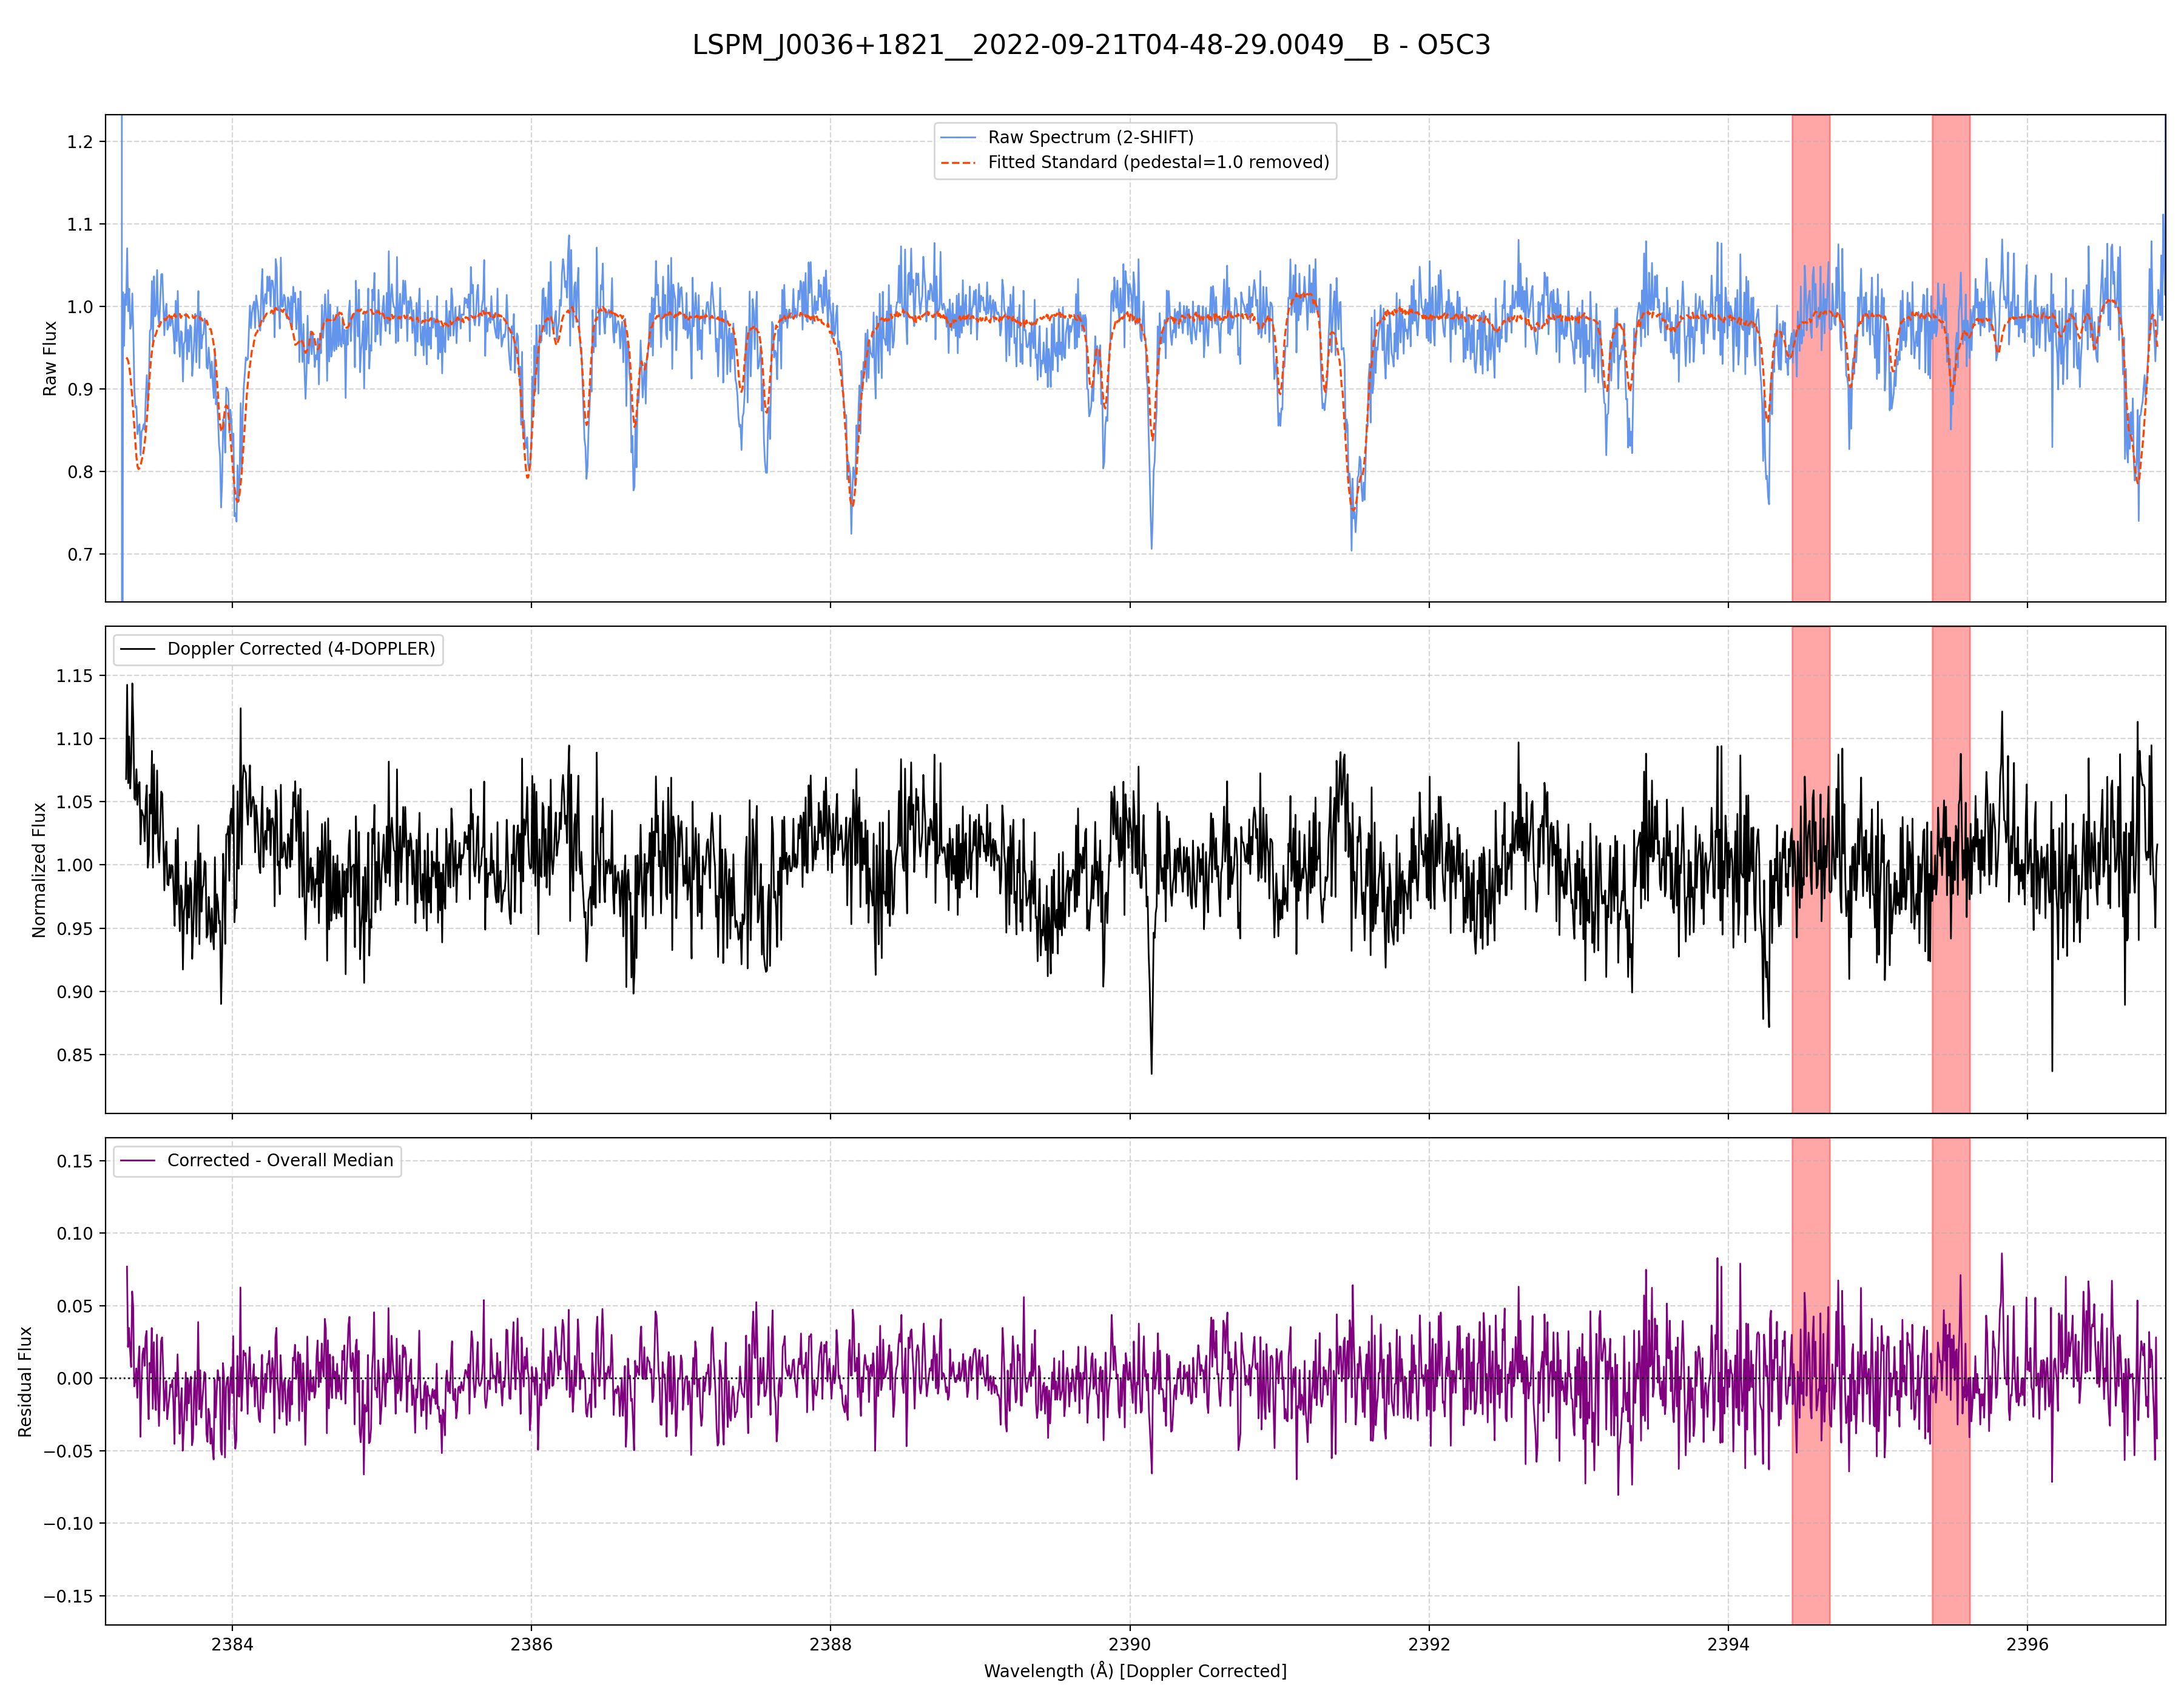 LSPM_J0036+1821__2022-09-21T04-48-29.0049__B - O5C3
Raw Spectrum (2-SHIFT)
Fitted Standard (pedestal=1.0 removed)
Raw Flux
1.2
1.1
1.0
0.9
0.8
0.7
Doppler Corrected (4-DOPPLER)
Normalized Flux
1.15
1.10
1.05
1.00
0.95
0.90
0.85
Corrected - Overall Median
Residual Flux
0.15
0.10
0.05
0.00
−0.05
−0.10
−0.15
2384 2386 2388 2390 2392 2394 2396
Wavelength (Å) [Doppler Corrected]